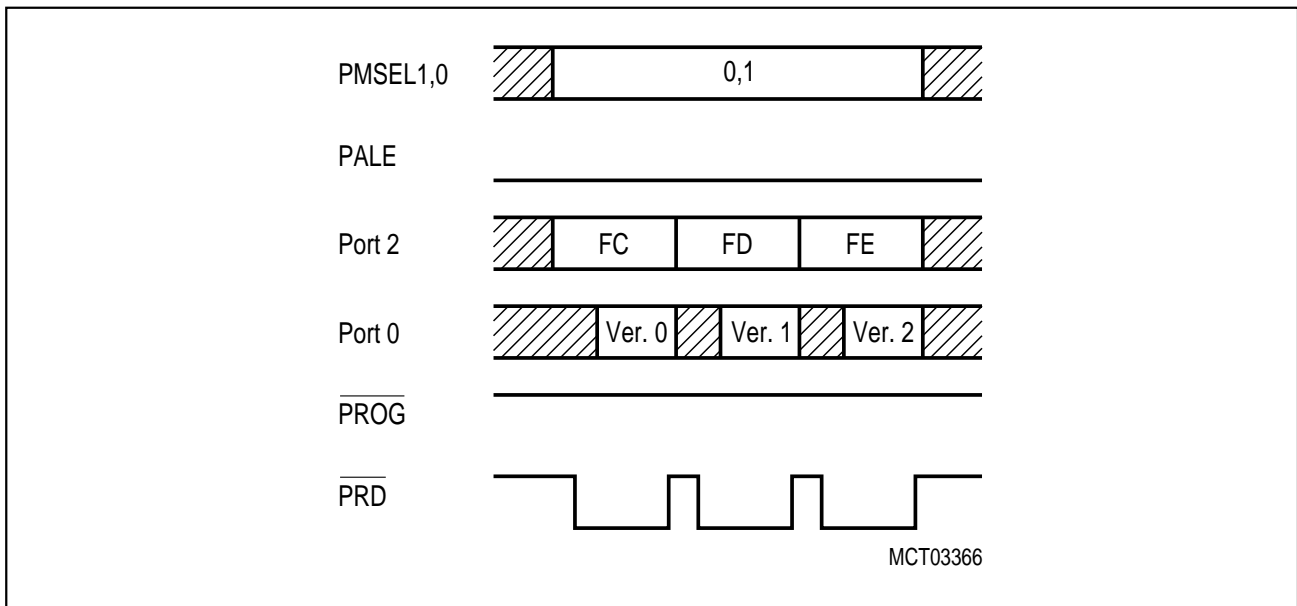 PMSEL1,0 0,1
PALE
Port 2 FC FD FE
Port 0 Ver. 0 Ver. 1 Ver. 2
PROG
PRD
MCT03366